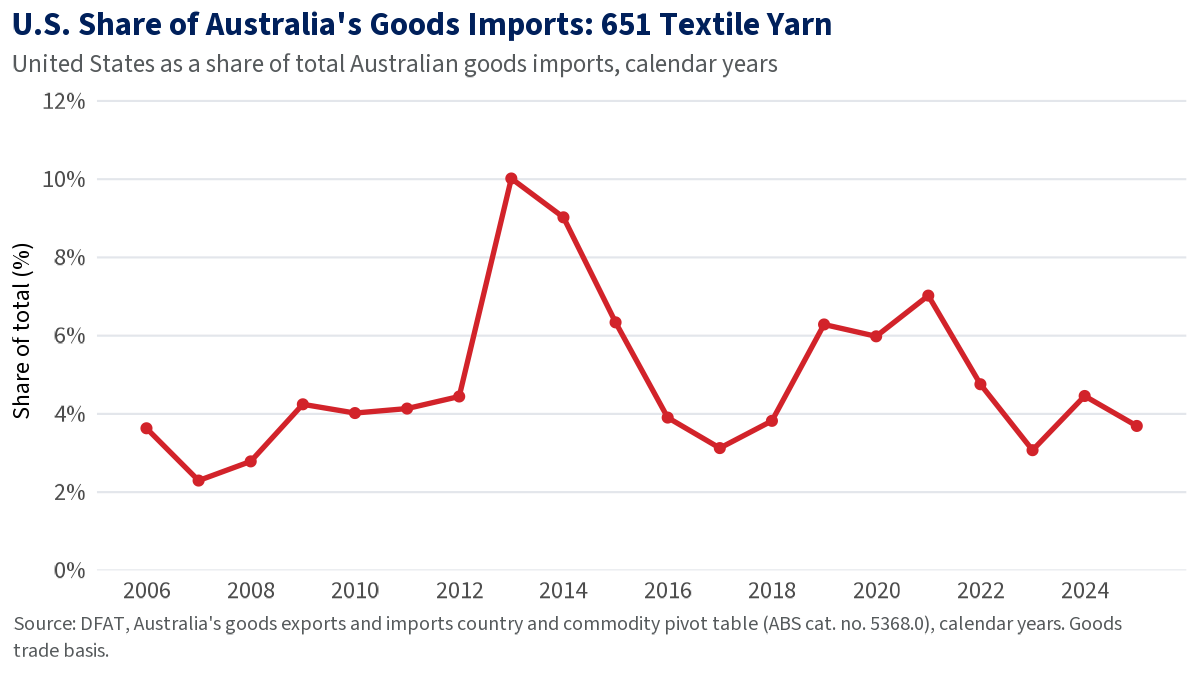 U.S. Share of Australia's Goods Imports: 651 Textile Yarn
United States as a share of total Australian goods imports, calendar years
12%
10%
8%
6%
4%
2%
0%
Share of total (%)
2006 2008 2010 2012 2014 2016 2018 2020 2022 2024
Source: DFAT, Australia's goods exports and imports country and commodity pivot table (ABS cat. no. 5368.0), calendar years. Goods
trade basis.